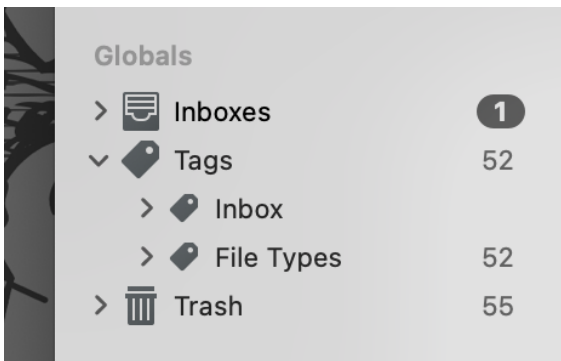 Globals
Inboxes 1
Tags 52
Inbox
File Types 52
Trash 55